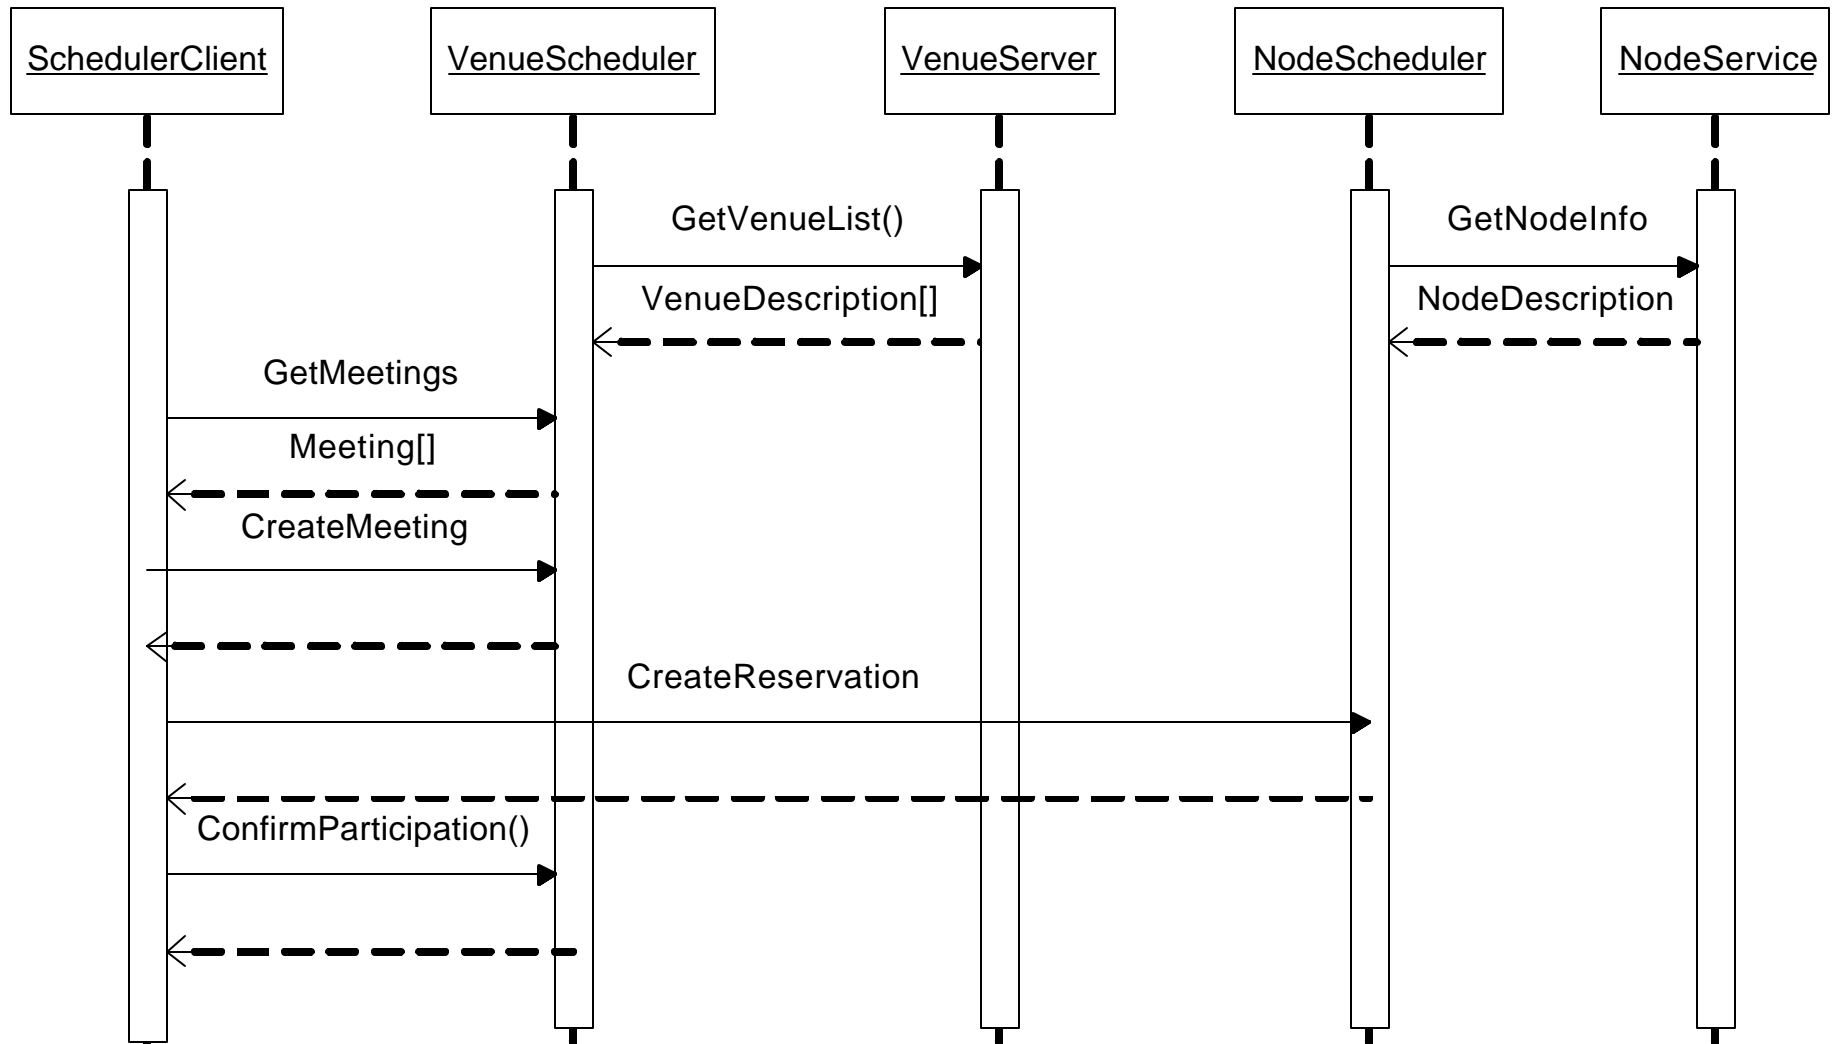 SchedulerClient
VenueScheduler
VenueServer
NodeScheduler
NodeService
GetVenueList()
GetNodeInfo
VenueDescription[]
NodeDescription
GetMeetings
Meeting[]
CreateMeeting
CreateReservation
ConfirmParticipation()